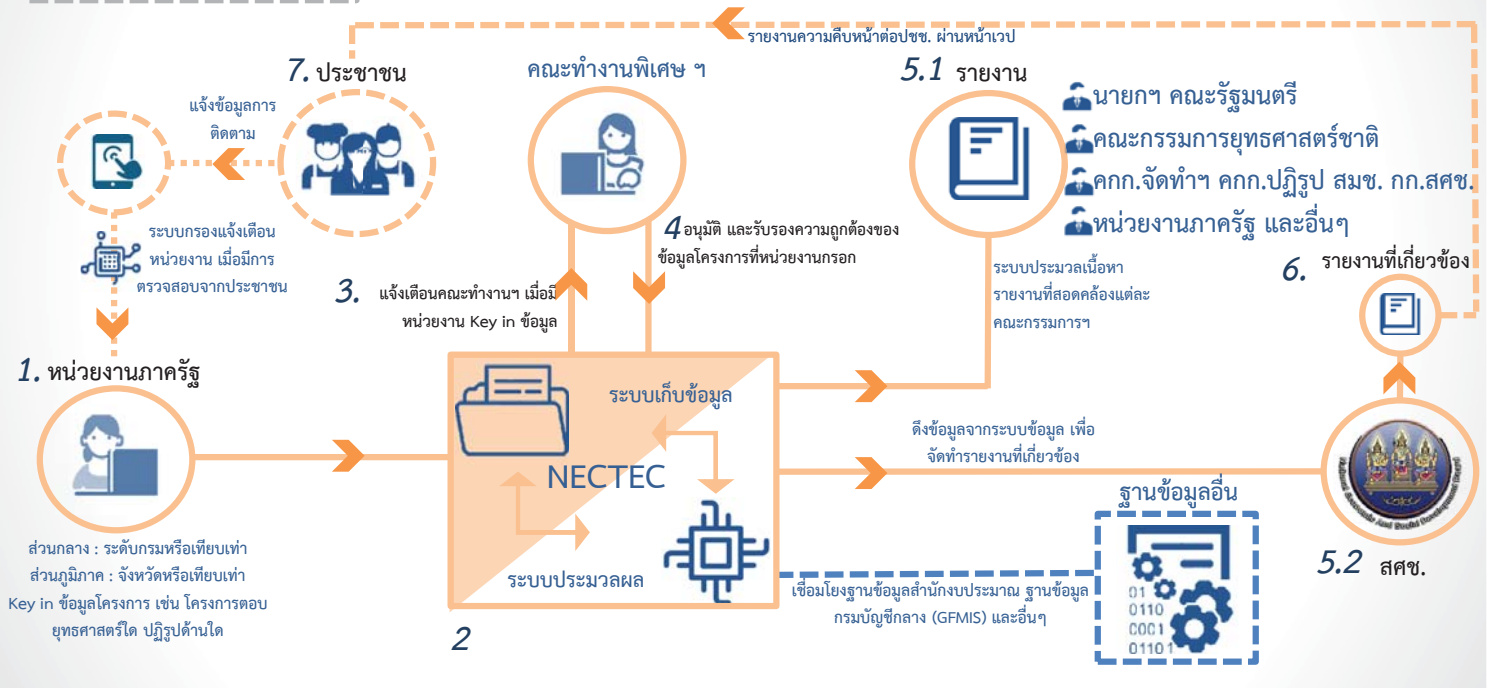 รายงานความคืบหน้าต่อปชช. ผ่านหน้าเวป
7. ประชาชน
คณะทำงานพิเศษ ฯ
5.1 รายงาน
นายกฯ คณะรัฐมนตรี
คณะกรรมการยุทธศาสตร์ชาติ
คกก.จัดทำฯ คกก.ปฏิรูป สมช. กก.สศช.
หน่วยงานภาครัฐ และอื่นๆ
แจ้งข้อมูลการ
ติดตาม
ระบบกรองแจ้งเตือน
หน่วยงาน เมื่อมีการ
ตรวจสอบจากประชาชน
3. แจ้งเตือนคณะทำงานฯ เมื่อมี
หน่วยงาน Key in ข้อมูล
4 อนุมัติ และรับรองความถูกต้องของ
ข้อมูลโครงการที่หน่วยงานกรอก
ระบบประมวลเนื้อหา
รายงานที่สอดคล้องแต่ละ
คณะกรรมการฯ
6. รายงานที่เกี่ยวข้อง
1. หน่วยงานภาครัฐ
ส่วนกลาง : ระดับกรมหรือเทียบเท่า
ส่วนภูมิภาค : จังหวัดหรือเทียบเท่า
Key in ข้อมูลโครงการ เช่น โครงการตอบ
ยุทธศาสตร์ใด ปฏิรูปด้านใด
ระบบเก็บข้อมูล
NECTEC
ระบบประมวลผล
2
ดึงข้อมูลจากระบบข้อมูล เพื่อ
จัดทำรายงานที่เกี่ยวข้อง
ฐานข้อมูลอื่น
01
0110
0001
01101
เชื่อมโยงฐานข้อมูลสำนักงบประมาณ ฐานข้อมูล
กรมบัญชีกลาง (GFMIS) และอื่นๆ
5.2 สศช.